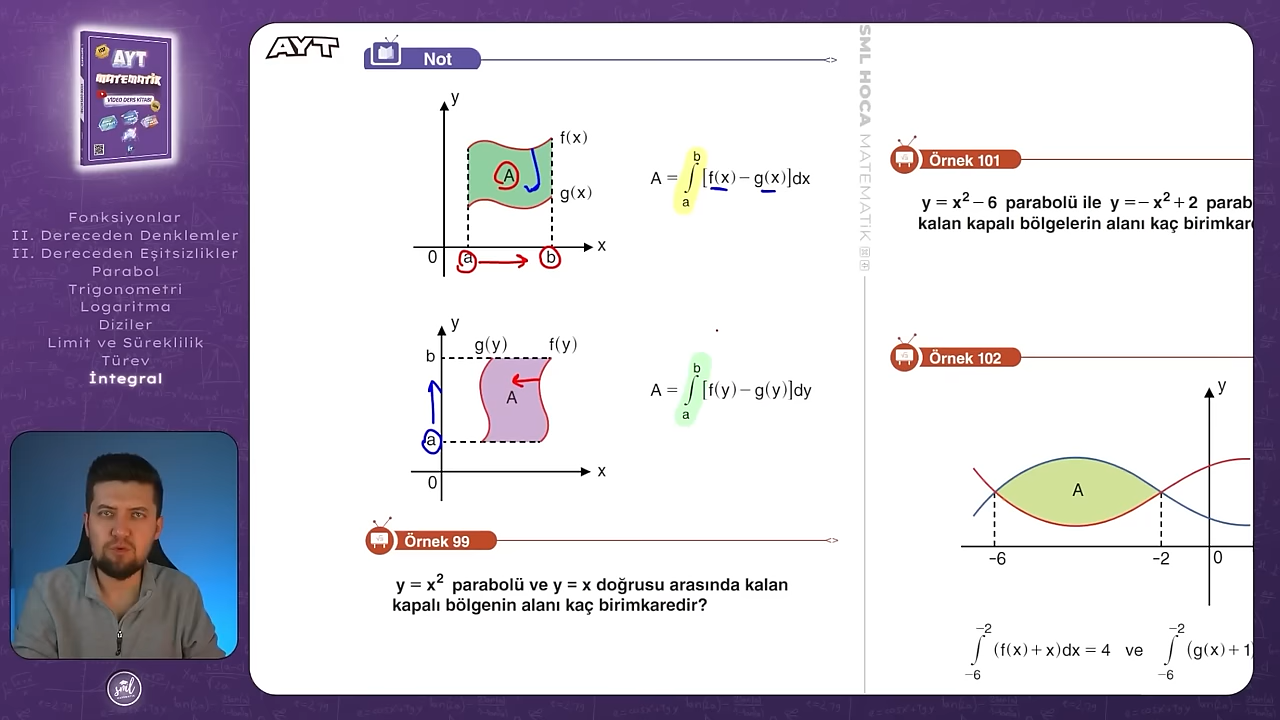 AYT
MATEMATİK
VİDEO DERS KİTABI
Fonksiyonlar
II. Dereceden Denklemler
II. Dereceden Eşitsizlikler
Parabol
Trigonometri
Logaritma
Diziler
Limit ve Süreklilik
Türev
İntegral
sml
AYT
Not
y
f(x)
A
g(x)
0
a
b
x
A = ∫ₐᵇ [f(x) − g(x)]dx
y
g(y)
f(y)
b
A
a
x
0
A = ∫ₐᵇ [f(y) − g(y)]dy
Örnek 99
y = x² parabolü ve y = x doğrusu arasında kalan
kapalı bölgenin alanı kaç birimkaredir?
SML HOCA MATEMATİK
Örnek 101
y = x² − 6 parabolü ile y = − x² + 2 parab
kalan kapalı bölgelerin alanı kaç birimkar
Örnek 102
y
A
-6
-2
0
∫₋₆⁻² (f(x) + x)dx = 4 ve ∫₋₆⁻² (g(x) + 1